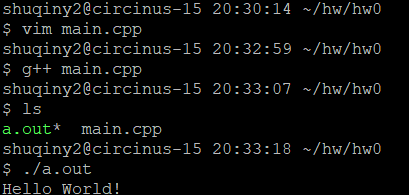 shuqiny2@circinus-15 20:30:14 ~/hw/hw0
$ vim main.cpp
shuqiny2@circinus-15 20:32:59 ~/hw/hw0
$ g++ main.cpp
shuqiny2@circinus-15 20:33:07 ~/hw/hw0
$ ls
a.out*  main.cpp
shuqiny2@circinus-15 20:33:18 ~/hw/hw0
$ ./a.out
Hello World!